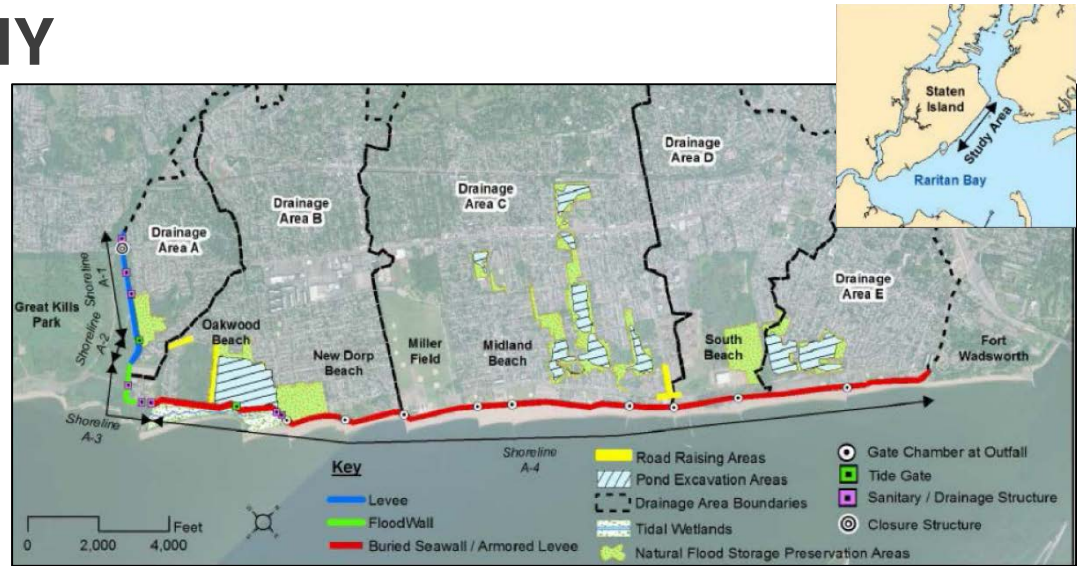 NY
Staten
Island
Study Area
Raritan Bay
Drainage
Area D
Drainage
Area C
Drainage
Area B
Drainage
Area A
Drainage
Area E
Shoreline
A-1
Great Kills
Park
Shoreline
A-2
Oakwood
Beach
New Dorp
Beach
Miller
Field
Midland
Beach
South
Beach
Fort
Wadsworth
Shoreline
A-3
Shoreline
A-4
Key
Levee
FloodWall
Buried Seawall / Armored Levee
Road Raising Areas
Pond Excavation Areas
Drainage Area Boundaries
Tidal Wetlands
Natural Flood Storage Preservation Areas
Gate Chamber at Outfall
Tide Gate
Sanitary / Drainage Structure
Closure Structure
Feet
0 2,000 4,000